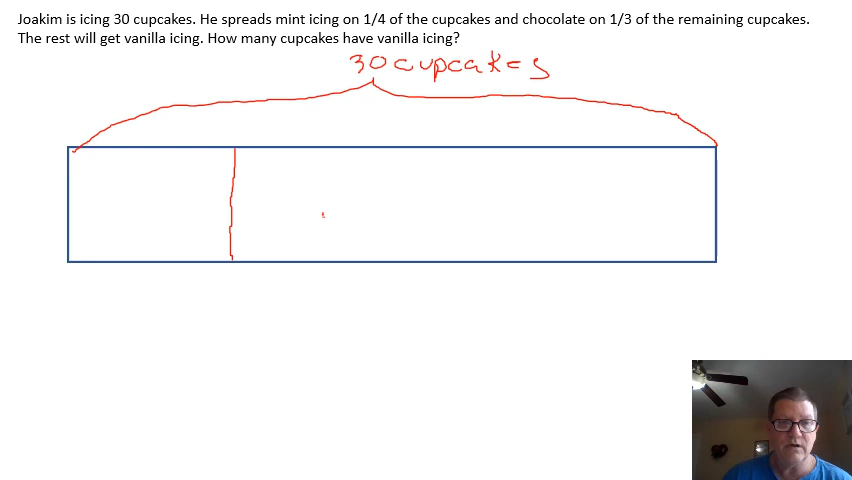 Joakim is icing 30 cupcakes. He spreads mint icing on 1/4 of the cupcakes and chocolate on 1/3 of the remaining cupcakes.
The rest will get vanilla icing. How many cupcakes have vanilla icing?
30 cupcakes